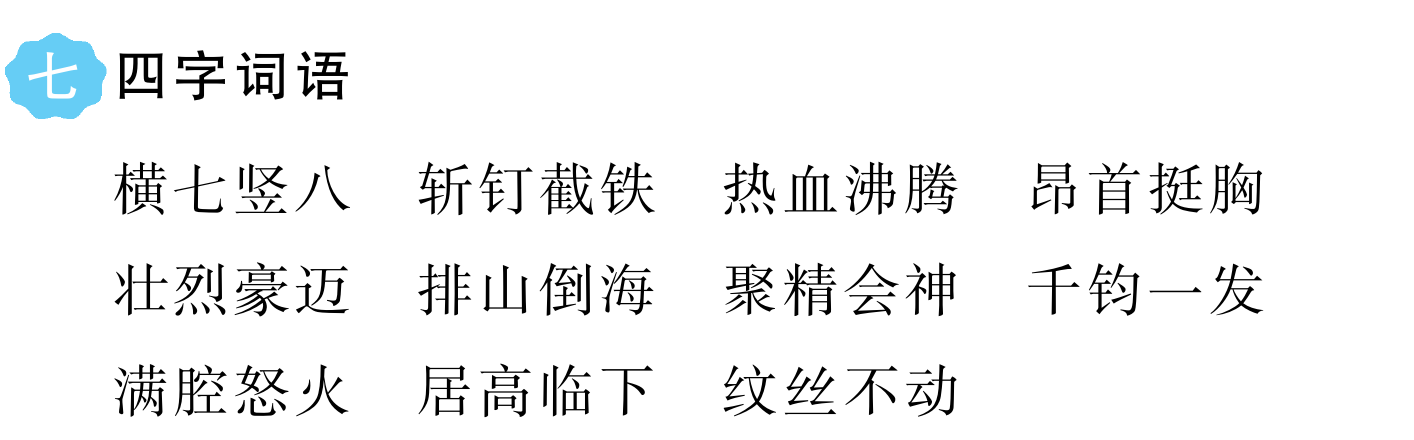 七 四字词语
横七竖八 斩钉截铁 热血沸腾 昂首挺胸
壮烈豪迈 排山倒海 聚精会神 千钧一发
满腔怒火 居高临下 纹丝不动